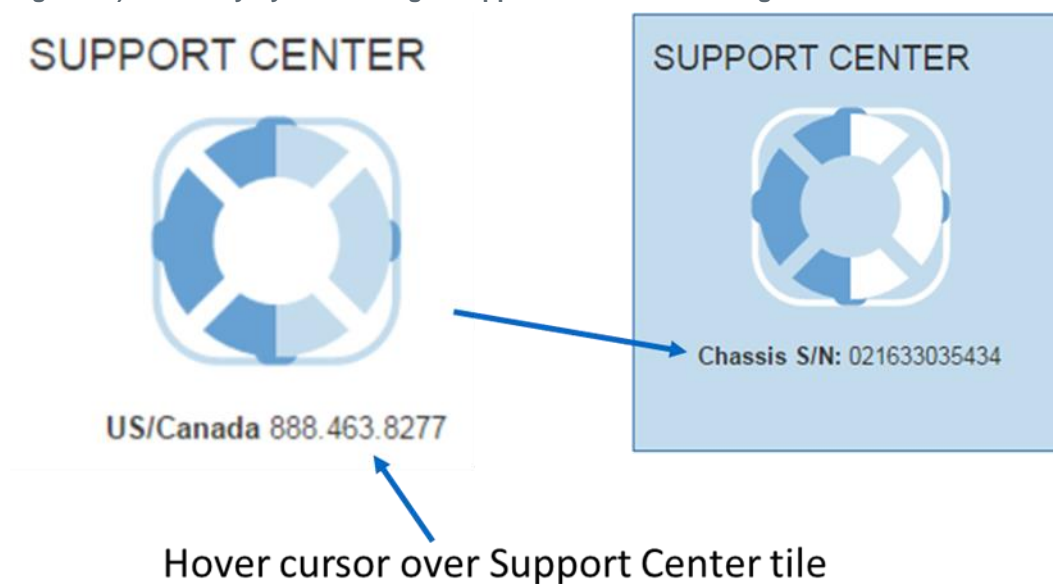 SUPPORT CENTER
US/Canada 888.463.8277
SUPPORT CENTER
Chassis S/N: 021633035434
Hover cursor over Support Center tile